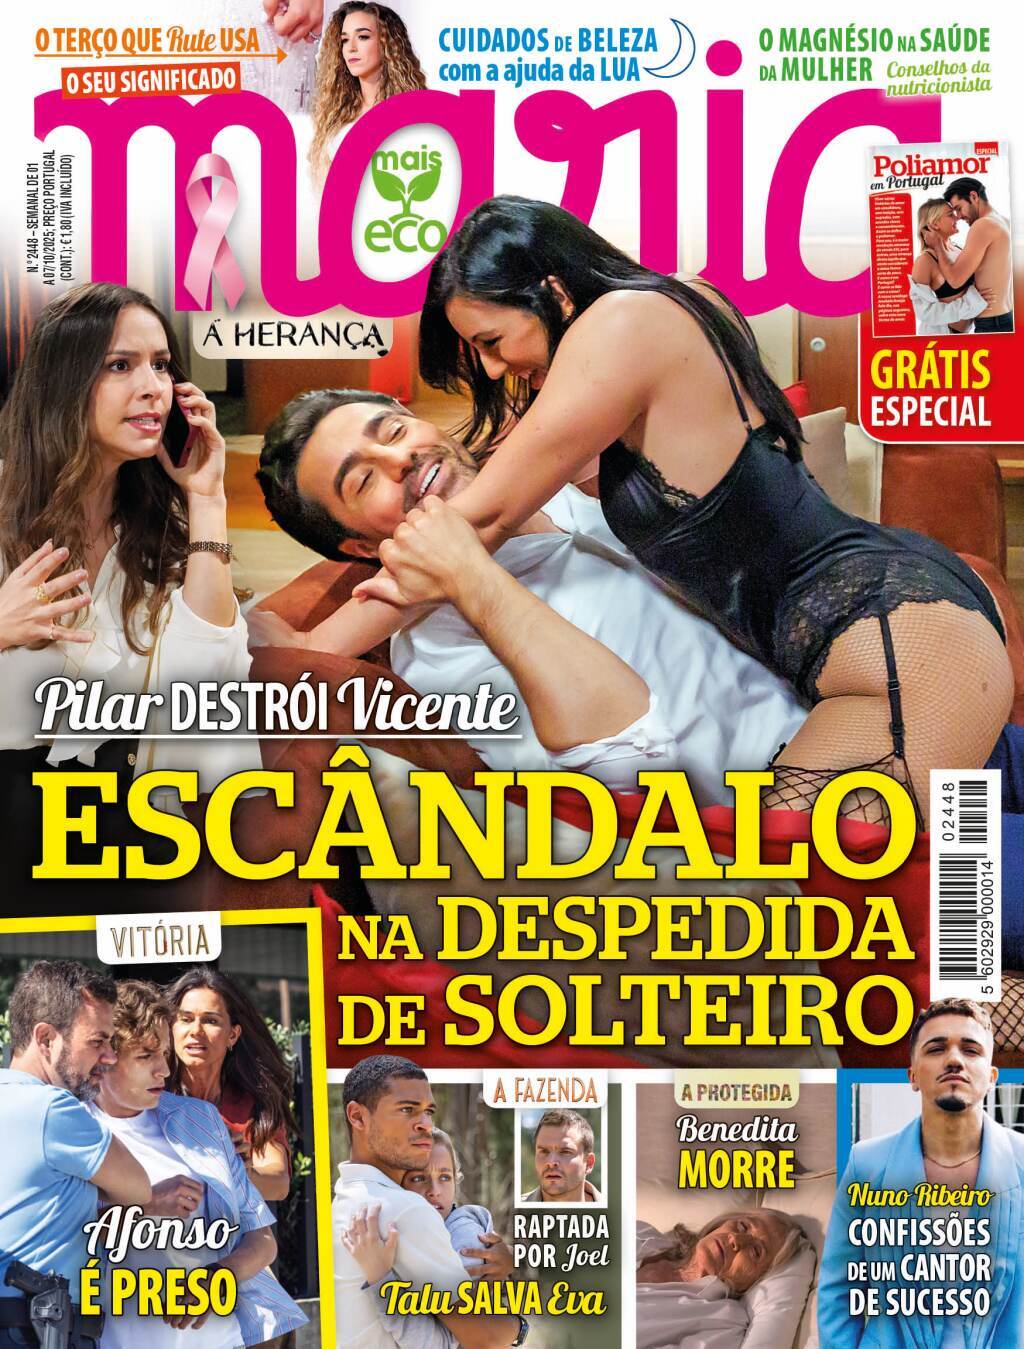 O TERÇO QUE Rute USA
O SEU SIGNIFICADO
CUIDADOS DE BELEZA
com a ajuda da LUA
O MAGNÉSIO NA SAÚDE
DA MULHER Conselhos da
nutricionista
maria
mais
eco
N.º 2448 – SEMANAL DE 01
A 07/10/2025; PREÇO PORTUGAL
(CONT.): € 1,80 (IVA INCLUÍDO)
ESPECIAL
Poliamor
em Portugal
GRÁTIS
ESPECIAL
A HERANÇA
Pilar DESTRÓI Vicente
ESCÂNDALO
NA DESPEDIDA
DE SOLTEIRO
02448
5 602929 000014
VITÓRIA
Afonso
É PRESO
A FAZENDA
RAPTADA
POR Joel
Talu SALVA Eva
A PROTEGIDA
Benedita
MORRE
Nuno Ribeiro
CONFISSÕES
DE UM CANTOR
DE SUCESSO